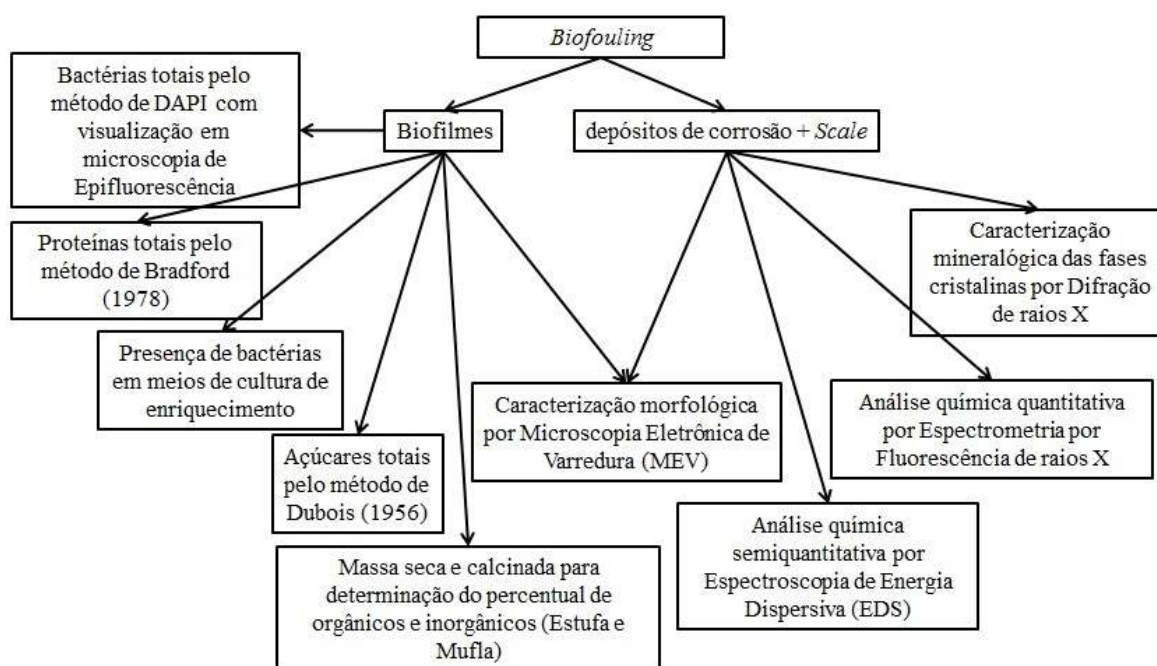 Biofouling
Bactérias totais pelo
método de DAPI com
visualização em
microscopia de
Epifluorescência
Biofilmes
depósitos de corrosão + Scale
Proteínas totais pelo
método de Bradford
(1978)
Caracterização
mineralógica das fases
cristalinas por Difração
de raios X
Presença de bactérias
em meios de cultura de
enriquecimento
Caracterização morfológica
por Microscopia Eletrônica de
Varredura (MEV)
Análise química quantitativa
por Espectrometria por
Fluorescência de raios X
Açúcares totais
pelo método de
Dubois (1956)
Análise química
semiquantitativa por
Espectroscopia de Energia
Dispersiva (EDS)
Massa seca e calcinada para
determinação do percentual de
orgânicos e inorgânicos (Estufa e
Mufla)